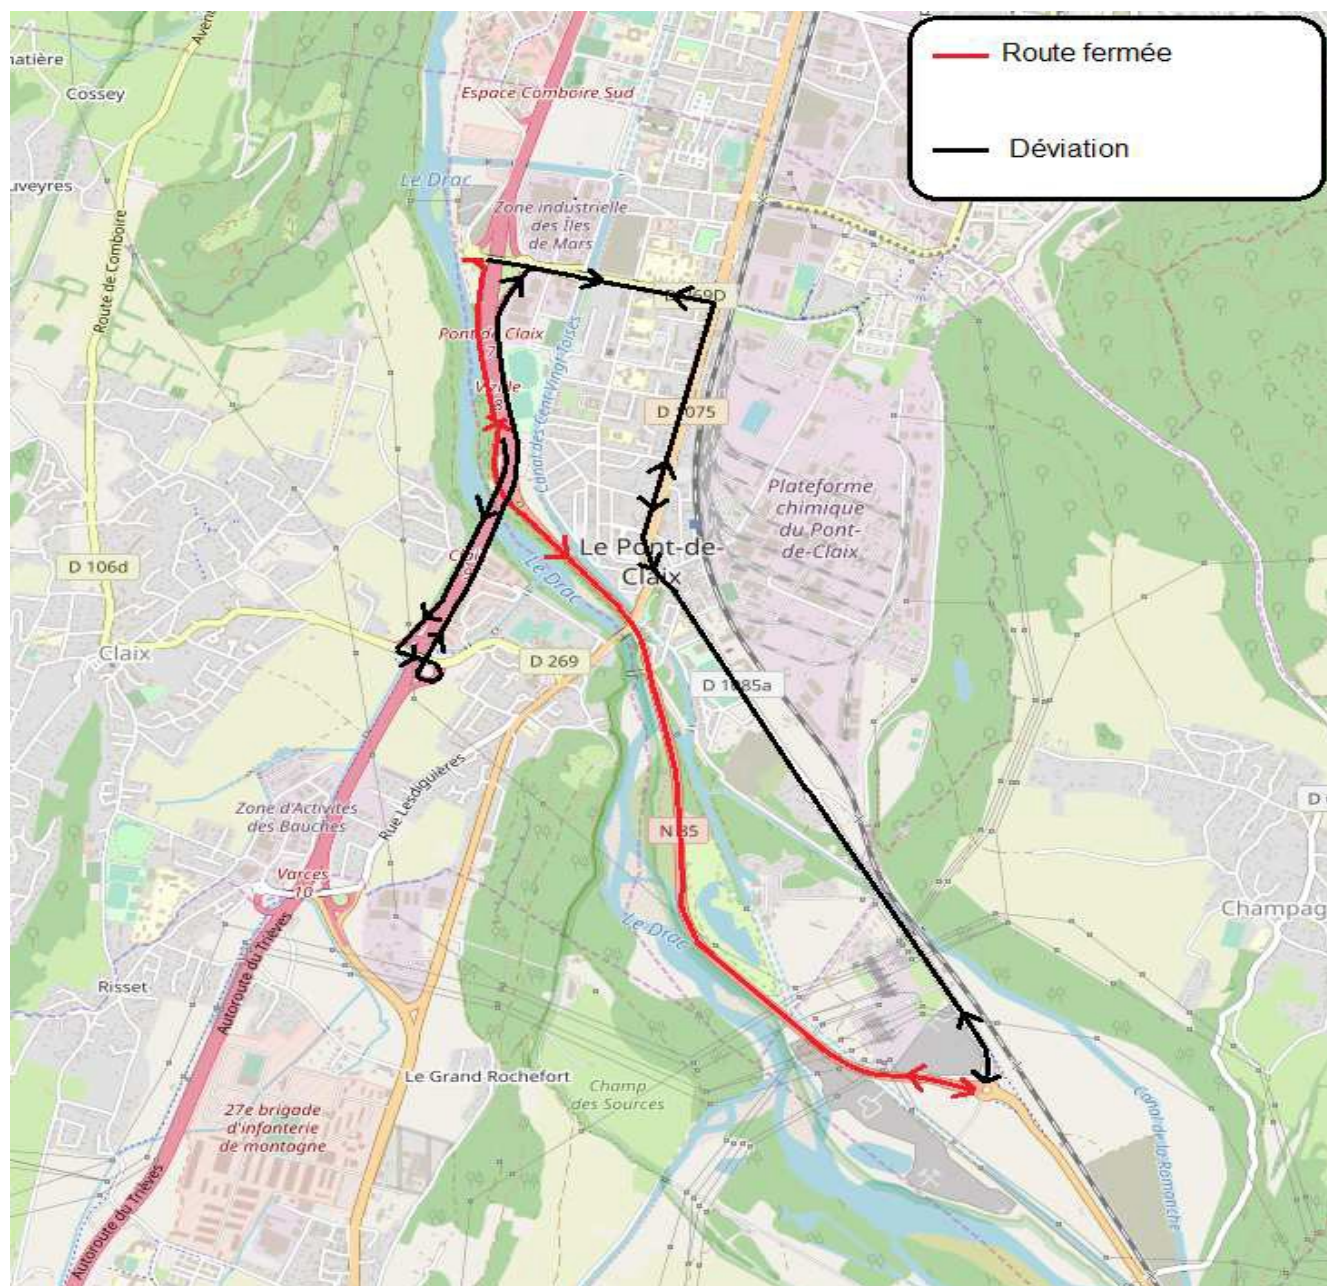 Route fermée
Déviation
Cossey
Espace Comboire Sud
Le Drac
Zone industrielle
des Îles
de Mars
Route de Comboire
Pont de Claix
Canal des Cent Vingt Toises
D 1075
Plateforme
chimique
du Pont-
de-Claix
Le Pont-de-
Claix
D 106d
Le Drac
Claix
D 269
D 1085a
Rue Lesdiguières
Zone d'Activites
des Bauches
N 85
Varces
10
Le Drac
Champag
Autoroute du Trièves
Risset
Le Grand Rochefort
Champ
des Sources
27e brigade
d'infanterie
de montagne
Canal de la Romanche
Autoroute du Trièves